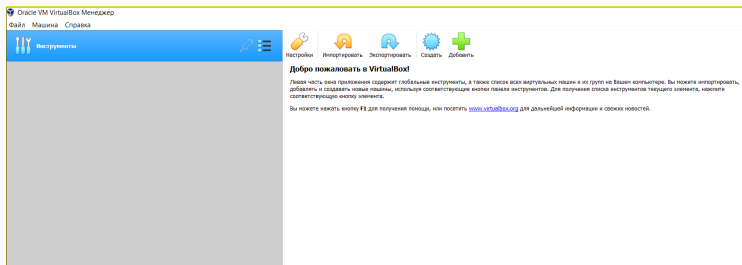 Oracle VM VirtualBox Менеджер
Файл Машина Справка
Инструменты
Настройки Импортировать Экспортировать Создать Добавить
Добро пожаловать в VirtualBox!
Левая часть окна приложения содержит глобальные инструменты, а также список всех виртуальных машин и их групп на Вашем компьютере. Вы можете импортировать,
добавлять и создавать новые машины, используя соответствующие кнопки панели инструментов. Для получения списка инструментов текущего элемента, нажмите
соответствующую кнопку элемента.
Вы можете нажать кнопку F1 для получения помощи, или посетить www.virtualbox.org для дальнейшей информации и свежих новостей.